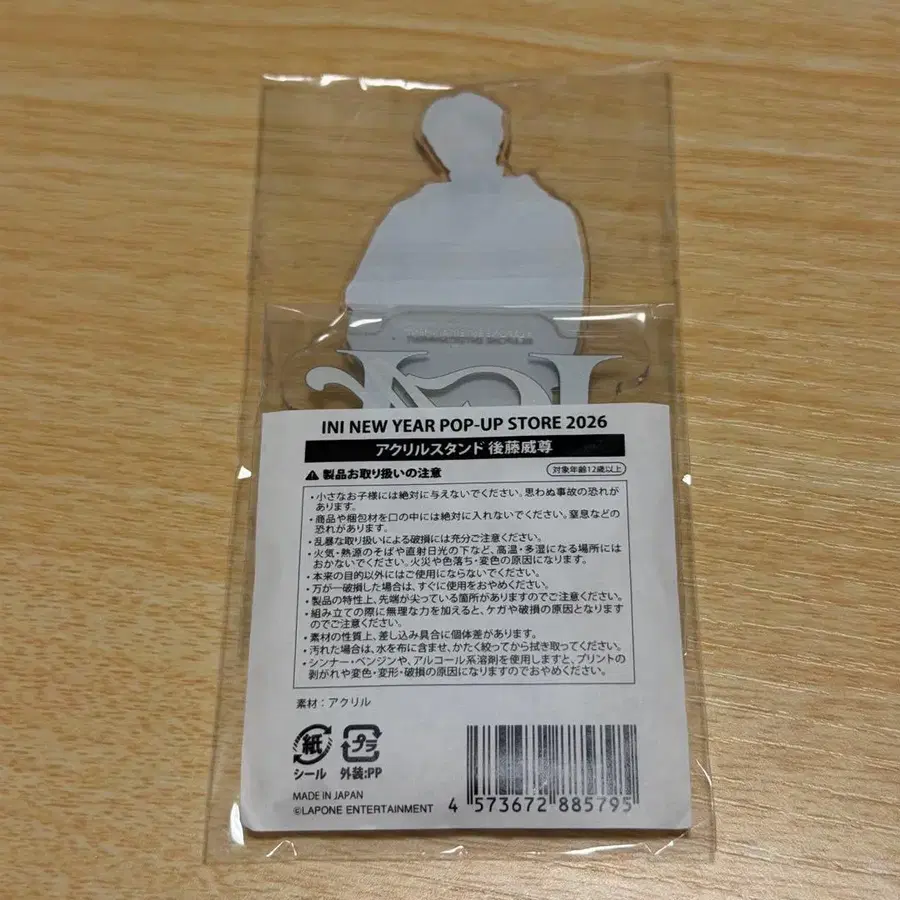 INI
INI NEW YEAR POP-UP STORE 2026
アクリルスタンド 後藤威尊
製品お取り扱いの注意
対象年齢12歳以上
・小さなお子様には絶対に与えないでください。思わぬ事故の恐れが
あります。
・商品や梱包材を口の中には絶対に入れないでください。窒息などの
恐れがあります。
・乱暴な取り扱いによる破損には充分ご注意ください。
・火気・熱源のそばや直射日光の下など、高温・多湿になる場所には
おかないでください。火災や色落ち・変色の原因になります。
・本来の目的以外にはご使用にならないでください。
・万が一破損した場合は、すぐに使用をおやめください。
・製品の特性上、先端が尖っている箇所がありますのでご注意ください。
・組み立ての際に無理な力を加えると、ケガや破損の原因となります
のでご注意ください。
・素材の性質上、差し込み具合に個体差があります。
・汚れた場合は、水を布に含ませ、かたく絞ってから拭き取ってください。
・シンナー・ベンジンや、アルコール系溶剤を使用しますと、プリントの
剥がれや変色・変形・破損の原因になりますのでおやめください。
素材：アクリル
紙
シール
プラ
外装:PP
MADE IN JAPAN
©LAPONE ENTERTAINMENT
4 573672 885795